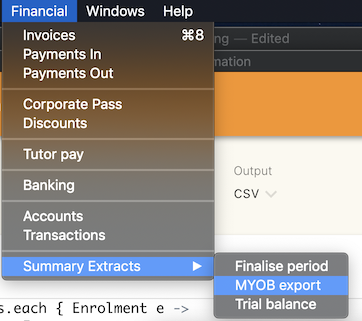 Financial Windows Help
Invoices ⌘8
ng — Edited
Payments In
mation
Payments Out
Corporate Pass
Discounts
Tutor pay
Output
Banking
CSV
Accounts
Transactions
Summary Extracts ▶
Finalise period
MYOB export
Trial balance
s.each { Enrolment e ->